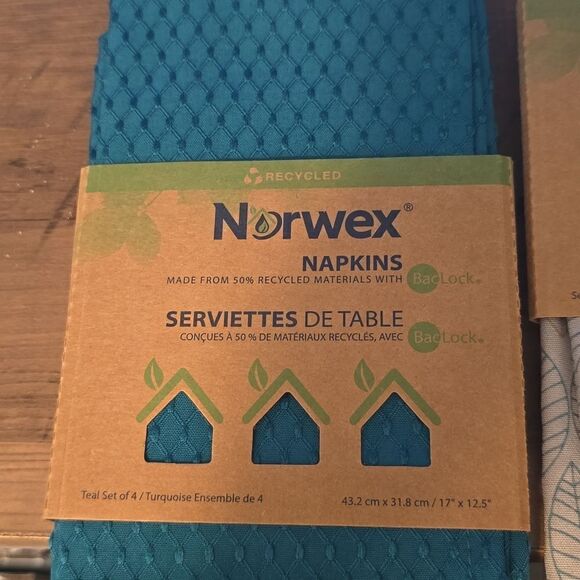 RECYCLED
Norwex®
NAPKINS
MADE FROM 50% RECYCLED MATERIALS WITH BacLock®
SERVIETTES DE TABLE
CONÇUES À 50 % DE MATÉRIAUX RECYCLÉS, AVEC BacLock®
Teal Set of 4 / Turquoise Ensemble de 4
43.2 cm x 31.8 cm / 17" x 12.5"